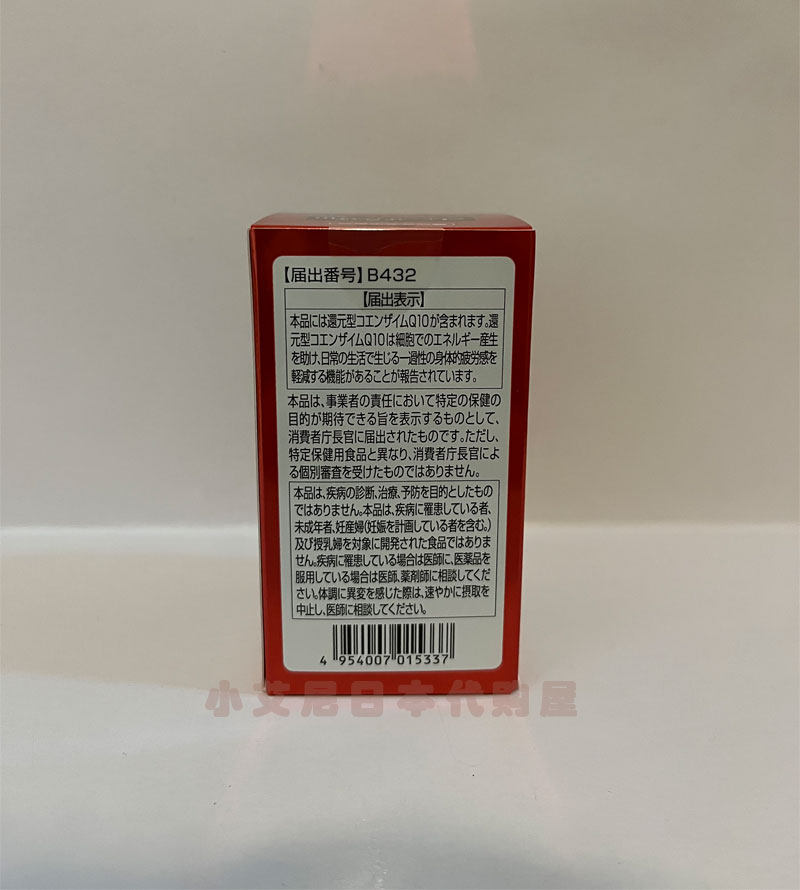 【届出番号】B432
【届出表示】
本品には還元型コエンザイムQ10が含まれます。還
元型コエンザイムQ10は細胞でのエネルギー産生
を助け、日常の生活で生じる一過性の身体的疲労感を
軽減する機能があることが報告されています。
本品は、事業者の責任において特定の保健の
目的が期待できる旨を表示するものとして、
消費者庁長官に届出されたものです。ただし、
特定保健用食品と異なり、消費者庁長官によ
る個別審査を受けたものではありません。
本品は、疾病の診断、治療、予防を目的としたもの
ではありません。本品は、疾病に罹患している者、
未成年者、妊産婦(妊娠を計画している者を含む。)
及び授乳婦を対象に開発された食品ではありま
せん。疾病に罹患している場合は医師に、医薬品を
服用している場合は医師、薬剤師に相談してくだ
さい。体調に異変を感じた際は、速やかに摂取を
中止し、医師に相談してください。
4 954007 015337
小艾尼日本代购屋